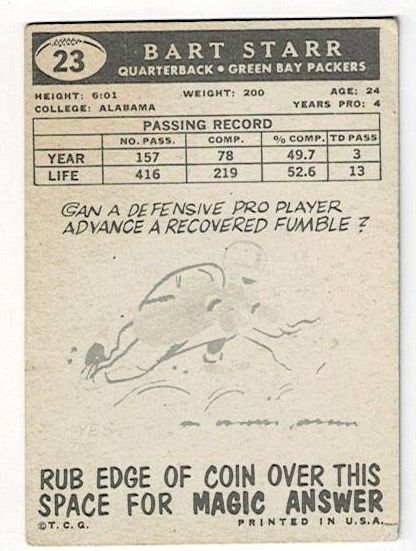 23
BART STARR
QUARTERBACK • GREEN BAY PACKERS
HEIGHT: 6:01 WEIGHT: 200 AGE: 24
COLLEGE: ALABAMA YEARS PRO: 4
PASSING RECORD
NO. PASS. COMP. % COMP. TD PASS
YEAR 157 78 49.7 3
LIFE 416 219 52.6 13
CAN A DEFENSIVE PRO PLAYER
ADVANCE A RECOVERED FUMBLE?
YES
RUB EDGE OF COIN OVER THIS
SPACE FOR MAGIC ANSWER
©T.C.G. PRINTED IN U.S.A.